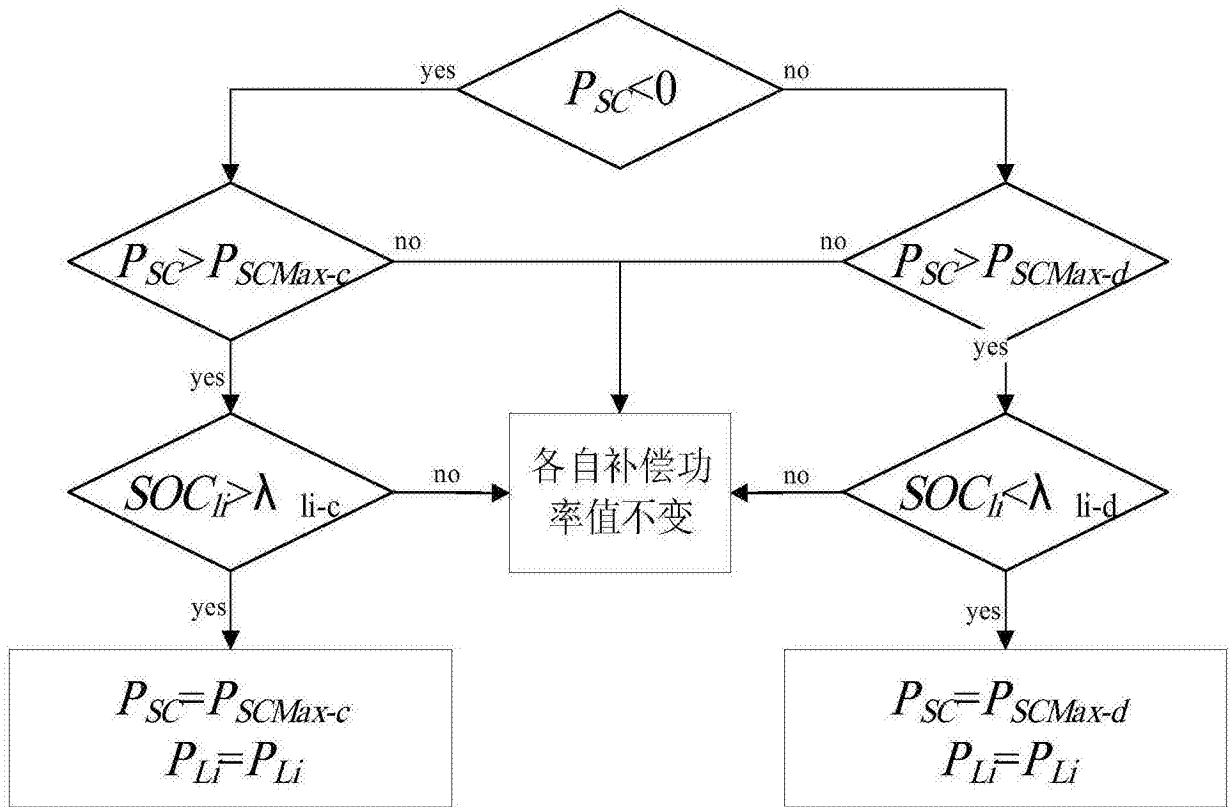 P_SC<0
yes
no
P_SC>P_SCMax-c
no
no
P_SC>P_SCMax-d
yes
yes
SOC_li>λ li-c
no
各自补偿功
率值不变
no
SOC_li<λ li-d
yes
yes
P_SC=P_SCMax-c
P_Li=P_Li
P_SC=P_SCMax-d
P_Li=P_Li